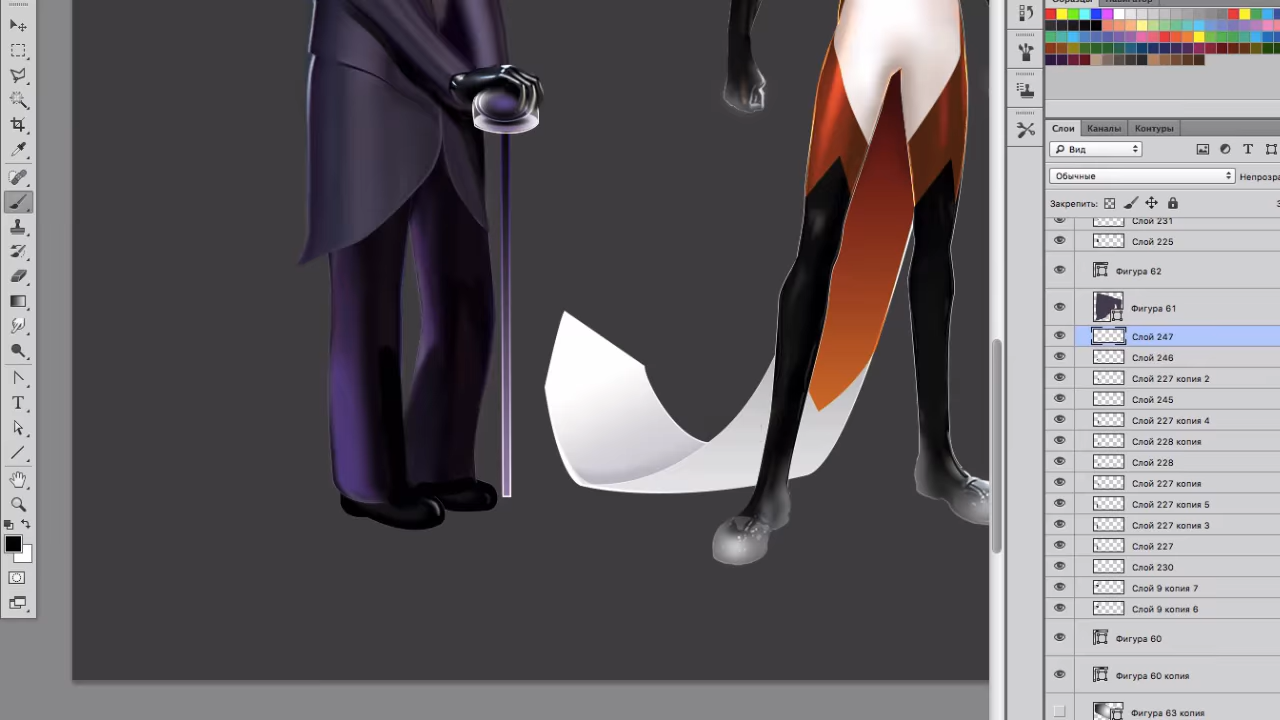 Образцы Навигатор
Слои Каналы Контуры
Вид
Обычные Непрозра
Закрепить:
Слой 231
Слой 225
Фигура 62
Фигура 61
Слой 247
Слой 246
Слой 227 копия 2
Слой 245
Слой 227 копия 4
Слой 228 копия
Слой 228
Слой 227 копия
Слой 227 копия 5
Слой 227 копия 3
Слой 227
Слой 230
Слой 9 копия 7
Слой 9 копия 6
Фигура 60
Фигура 60 копия
Фигура 63 копия